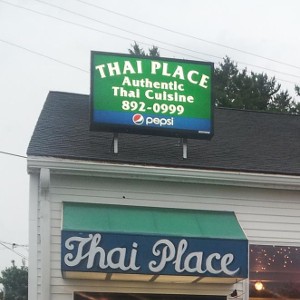 THAI PLACE
Authentic
Thai Cuisine
892-0999
pepsi
Thai Place